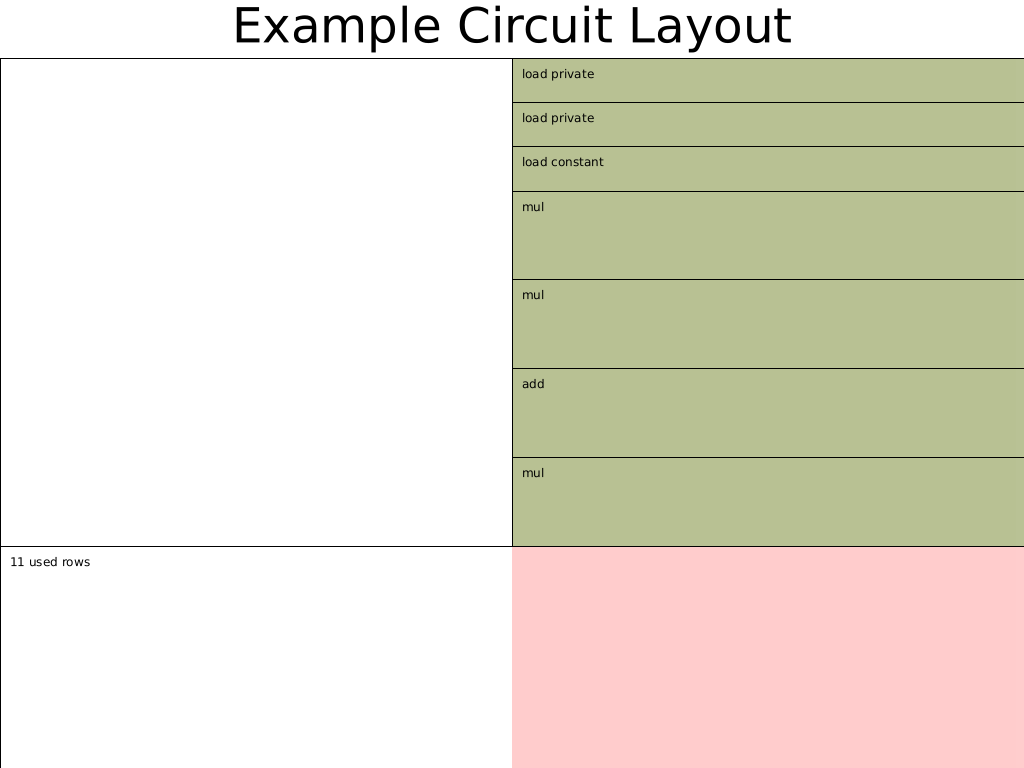 Example Circuit Layout
load private
load private
load constant
mul
mul
add
mul
11 used rows